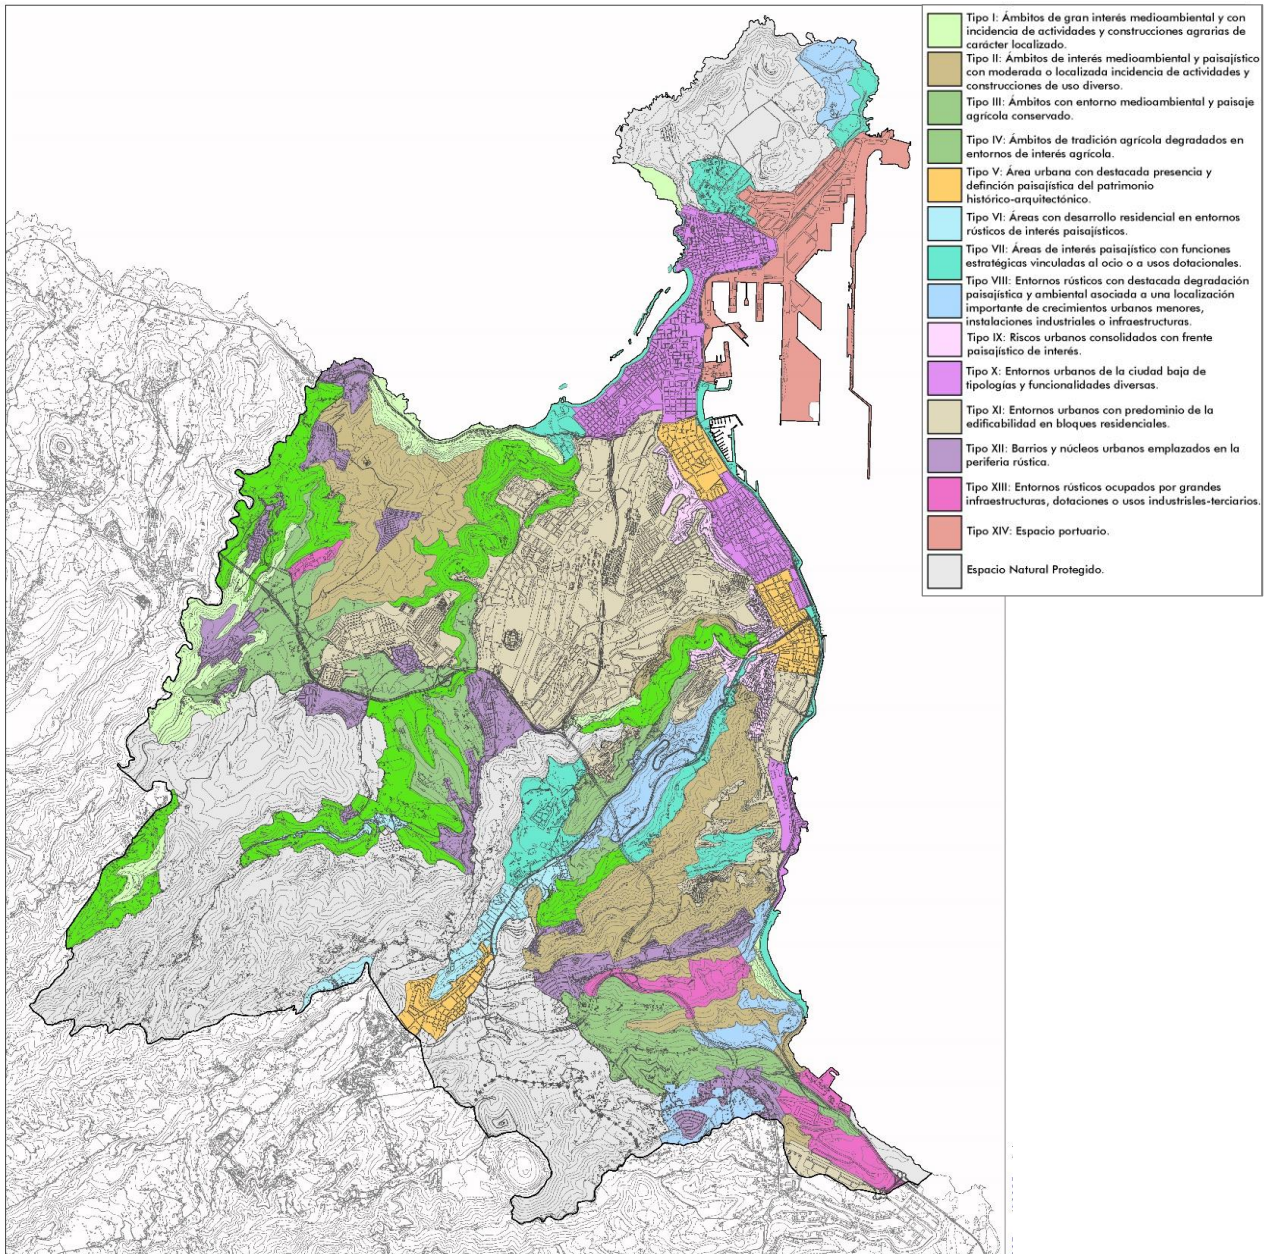 Tipo I: Ámbitos de gran interés medioambiental y con
incidencia de actividades y construcciones agrarias de
carácter localizado.
Tipo II: Ámbitos de interés medioambiental y paisajístico
con moderada o localizada incidencia de actividades y
construcciones de uso diverso.
Tipo III: Ámbitos con entorno medioambiental y paisaje
agrícola conservado.
Tipo IV: Ámbitos de tradición agrícola degradados en
entornos de interés agrícola.
Tipo V: Área urbana con destacada presencia y
definción paisajística del patrimonio
histórico-arquitectónico.
Tipo VI: Áreas con desarrollo residencial en entornos
rústicos de interés paisajísticos.
Tipo VII: Áreas de interés paisajístico con funciones
estratégicas vinculadas al ocio o a usos dotacionales.
Tipo VIII: Entornos rústicos con destacada degradación
paisajística y ambiental asociada a una localización
importante de crecimientos urbanos menores,
instalaciones industriales o infraestructuras.
Tipo IX: Riscos urbanos consolidados con frente
paisajístico de interés.
Tipo X: Entornos urbanos de la ciudad baja de
tipologías y funcionalidades diversas.
Tipo XI: Entornos urbanos con predominio de la
edificabilidad en bloques residenciales.
Tipo XII: Barrios y núcleos urbanos emplazados en la
periferia rústica.
Tipo XIII: Entornos rústicos ocupados por grandes
infraestructuras, dotaciones o usos industrisles-terciarios.
Tipo XIV: Espacio portuario.
Espacio Natural Protegido.